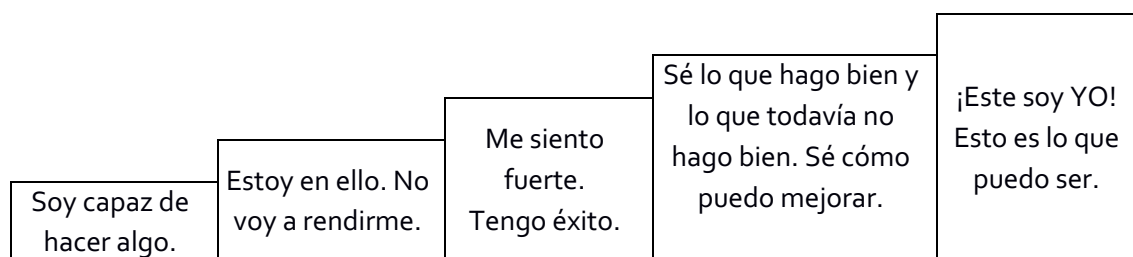 Soy capaz de
hacer algo.
Estoy en ello. No
voy a rendirme.
Me siento
fuerte.
Tengo éxito.
Sé lo que hago bien y
lo que todavía no
hago bien. Sé cómo
puedo mejorar.
¡Este soy YO!
Esto es lo que
puedo ser.